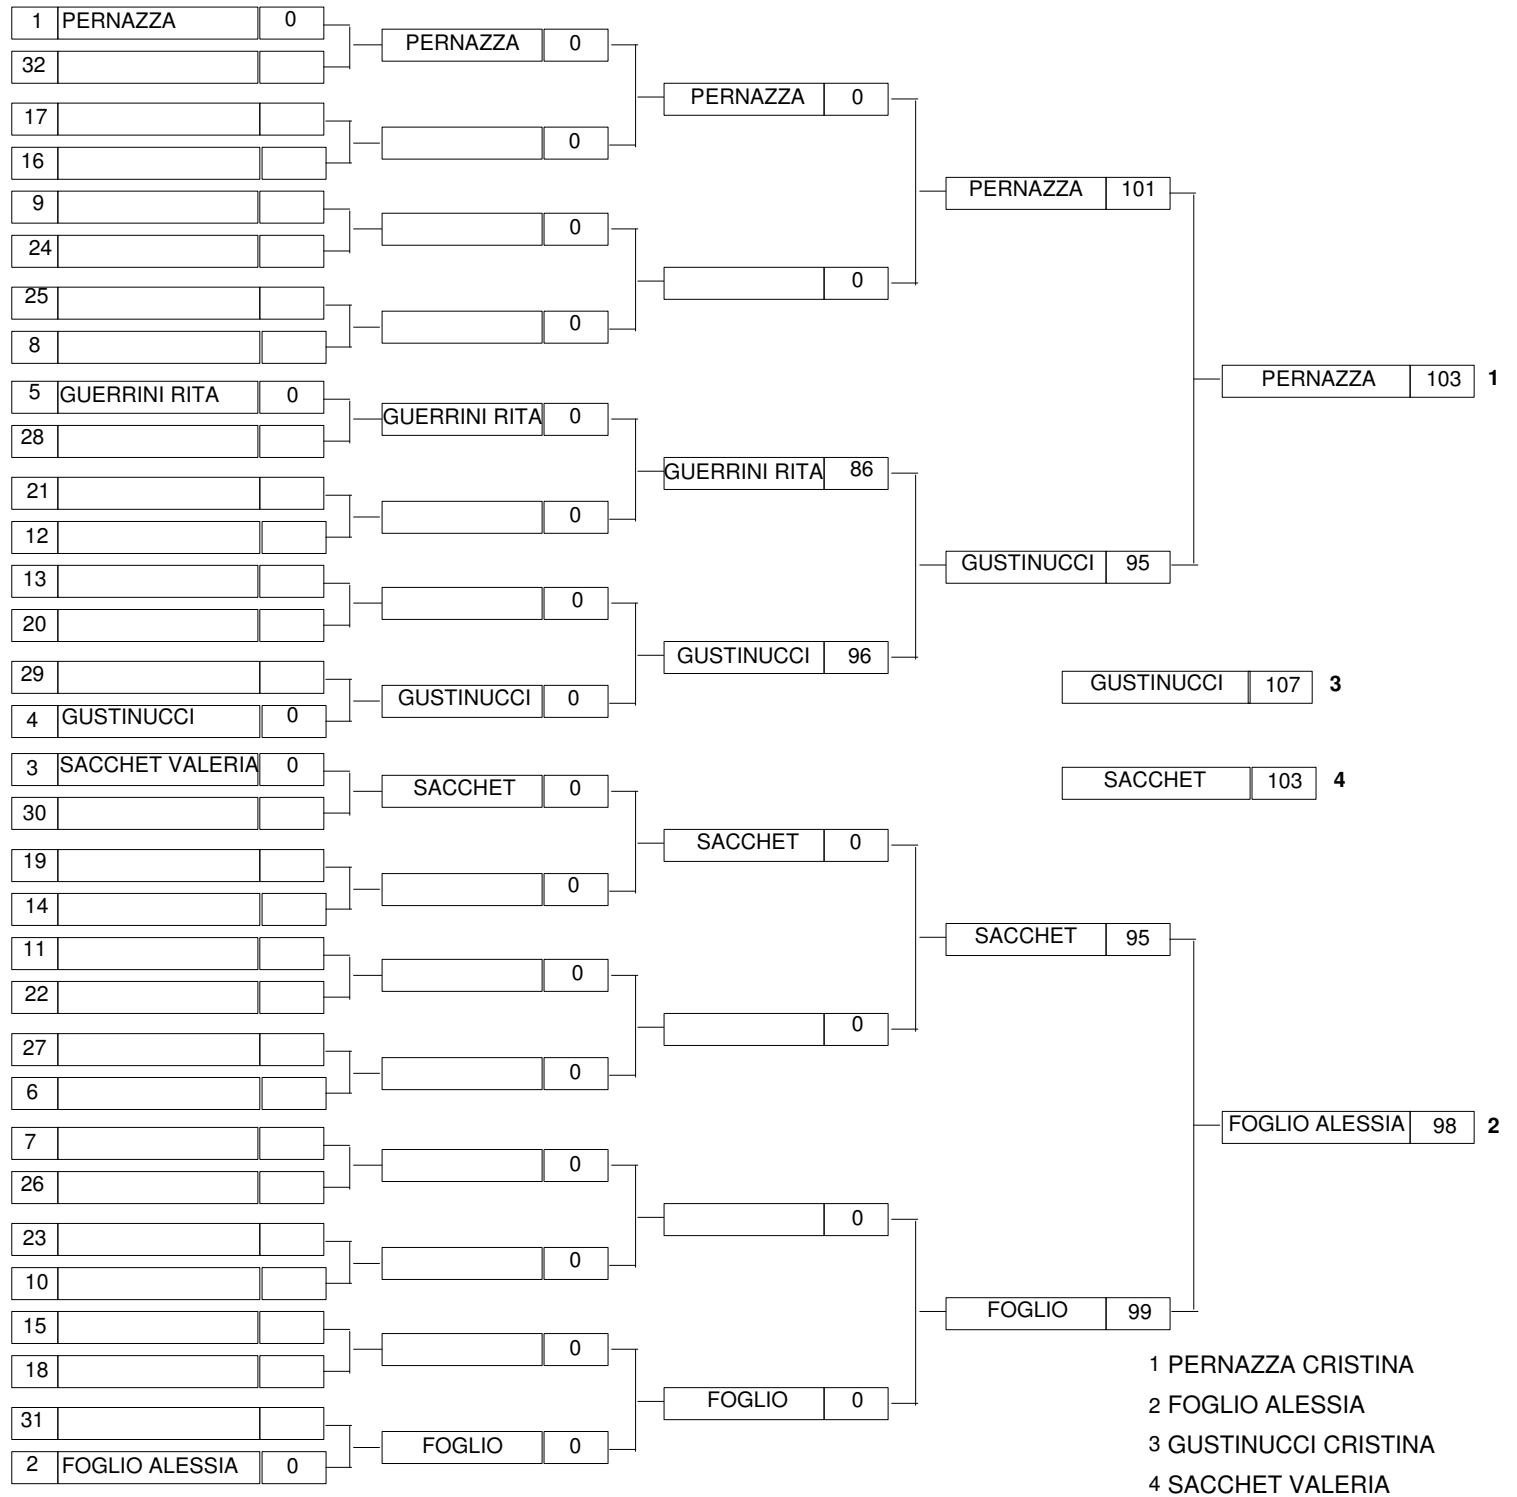 1 PERNAZZA 0
32
17
16
9
24
25
8
5 GUERRINI RITA 0
28
21
12
13
20
29
4 GUSTINUCCI 0
3 SACCHET VALERIA 0
30
19
14
11
22
27
6
7
26
23
10
15
18
31
2 FOGLIO ALESSIA 0
PERNAZZA 0
0
0
0
GUERRINI RITA 0
0
0
GUSTINUCCI 0
SACCHET 0
0
0
0
0
0
0
FOGLIO 0
PERNAZZA 0
0
GUERRINI RITA 86
GUSTINUCCI 96
SACCHET 0
0
0
FOGLIO 0
PERNAZZA 101
GUSTINUCCI 95
SACCHET 95
FOGLIO 99
PERNAZZA 103 1
GUSTINUCCI 107 3
SACCHET 103 4
FOGLIO ALESSIA 98 2
1 PERNAZZA CRISTINA
2 FOGLIO ALESSIA
3 GUSTINUCCI CRISTINA
4 SACCHET VALERIA